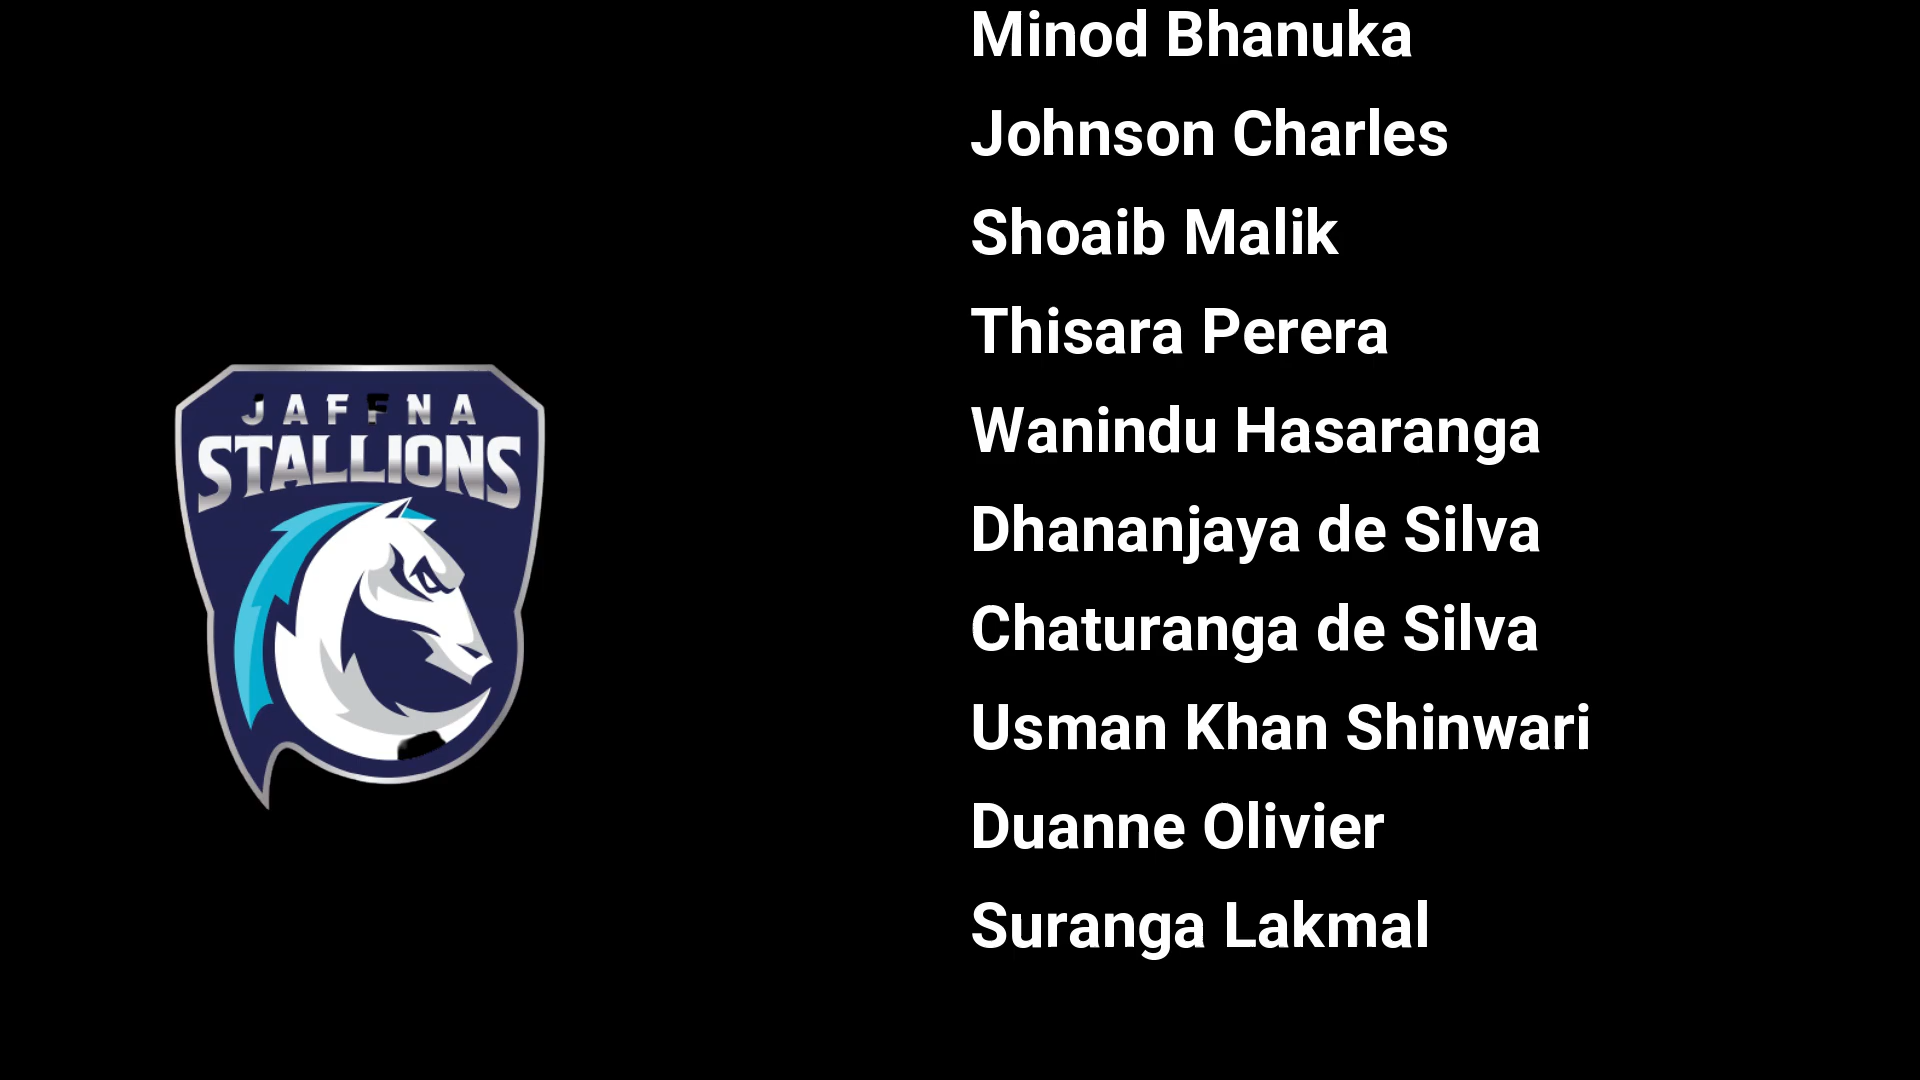 JAFFNA
STALLIONS
Minod Bhanuka
Johnson Charles
Shoaib Malik
Thisara Perera
Wanindu Hasaranga
Dhananjaya de Silva
Chaturanga de Silva
Usman Khan Shinwari
Duanne Olivier
Suranga Lakmal